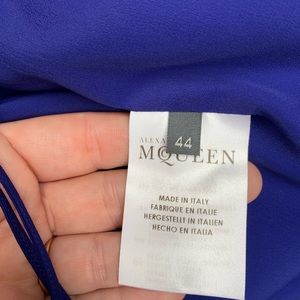 44
McQUEEN
MADE IN ITALY
FABRIQUE EN ITALIE
HERGESTELLT IN ITALIEN
HECHO EN ITALIA